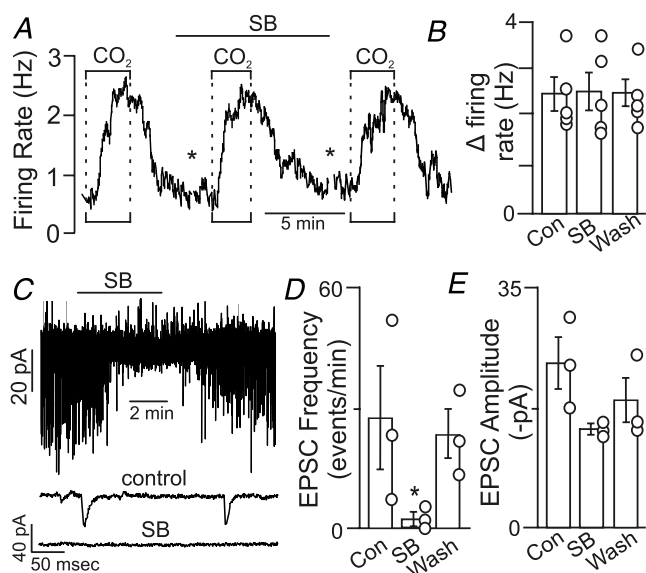 A
SB
CO2
CO2
CO2
Firing Rate (Hz)
3
2
1
0
*
*
5 min
B
4
0
Δ firing
rate (Hz)
Con
SB
Wash
C
SB
20 pA
2 min
control
SB
40 pA
50 msec
D
60
0
EPSC Frequency
(events/min)
*
Con
SB
Wash
E
35
0
EPSC Amplitude
(-pA)
Con
SB
Wash